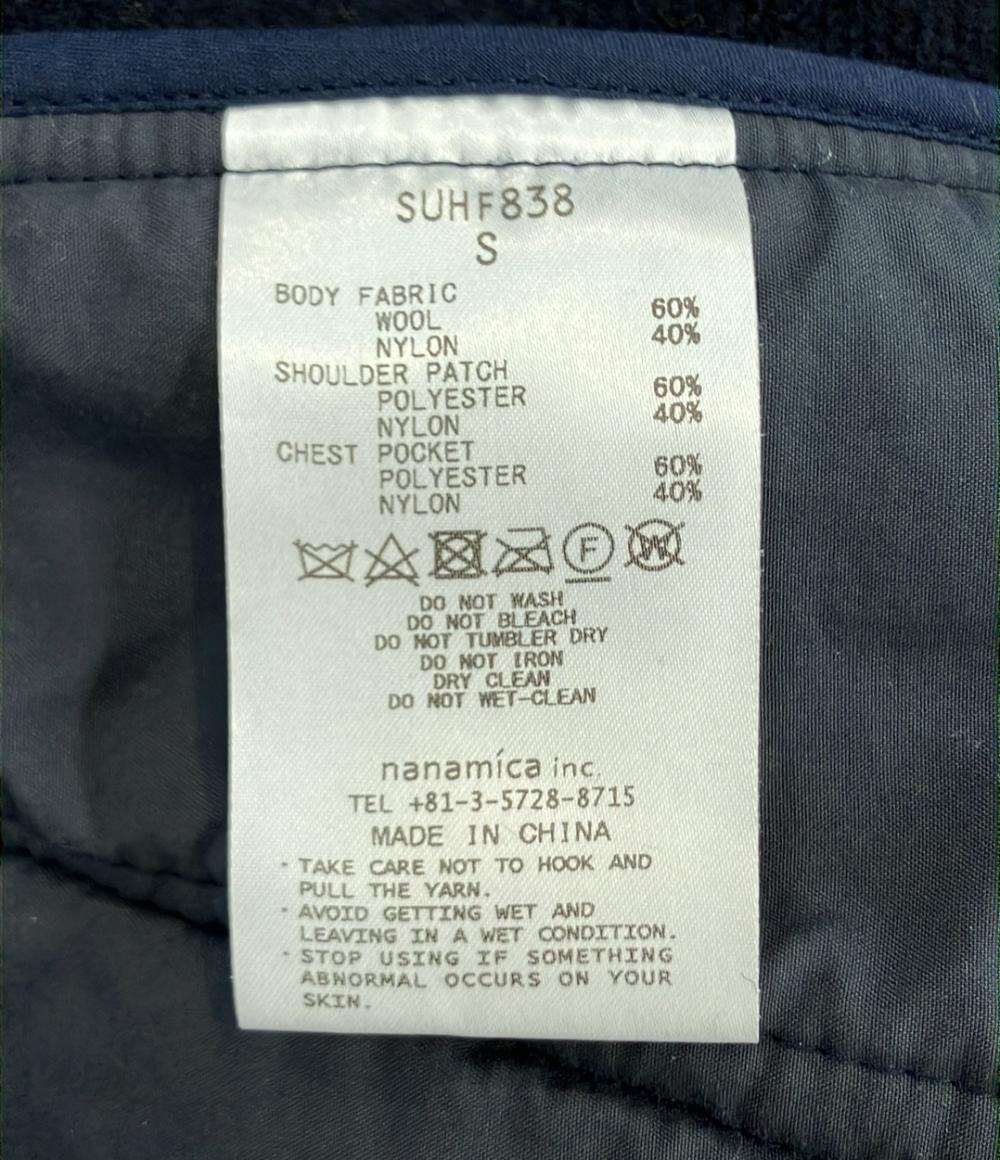 SUHF838
S
BODY FABRIC
WOOL 60%
NYLON 40%
SHOULDER PATCH
POLYESTER 60%
NYLON 40%
CHEST POCKET
POLYESTER 60%
NYLON 40%
F W
DO NOT WASH
DO NOT BLEACH
DO NOT TUMBLER DRY
DO NOT IRON
DRY CLEAN
DO NOT WET-CLEAN
nanamíca inc.
TEL +81-3-5728-8715
MADE IN CHINA
· TAKE CARE NOT TO HOOK AND
PULL THE YARN.
· AVOID GETTING WET AND
LEAVING IN A WET CONDITION.
· STOP USING IF SOMETHING
ABNORMAL OCCURS ON YOUR
SKIN.